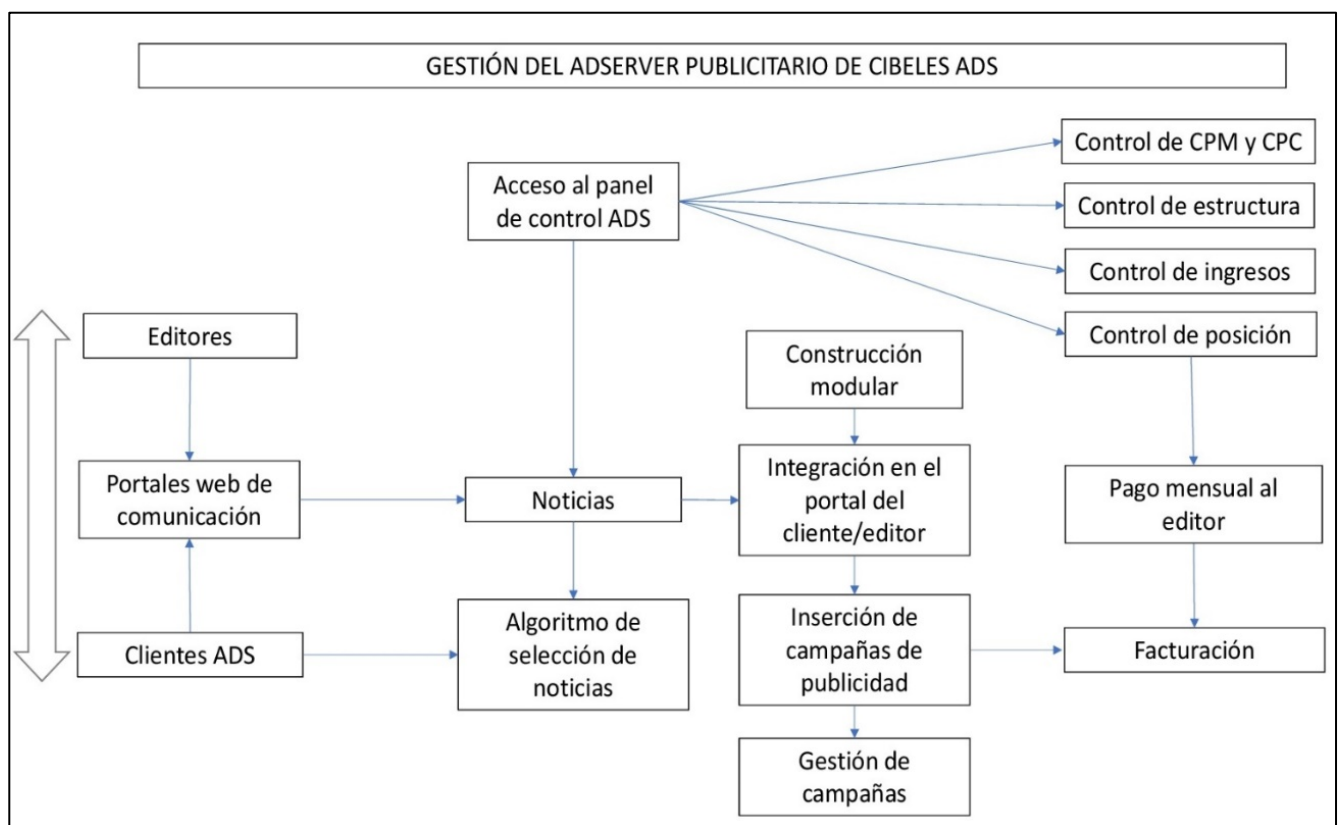 GESTIÓN DEL ADSERVER PUBLICITARIO DE CIBELES ADS
Acceso al panel
de control ADS
Control de CPM y CPC
Control de estructura
Control de ingresos
Control de posición
Editores
Construcción
modular
Portales web de
comunicación
Noticias
Integración en el
portal del
cliente/editor
Pago mensual al
editor
Clientes ADS
Algoritmo de
selección de
noticias
Inserción de
campañas de
publicidad
Facturación
Gestión de
campañas